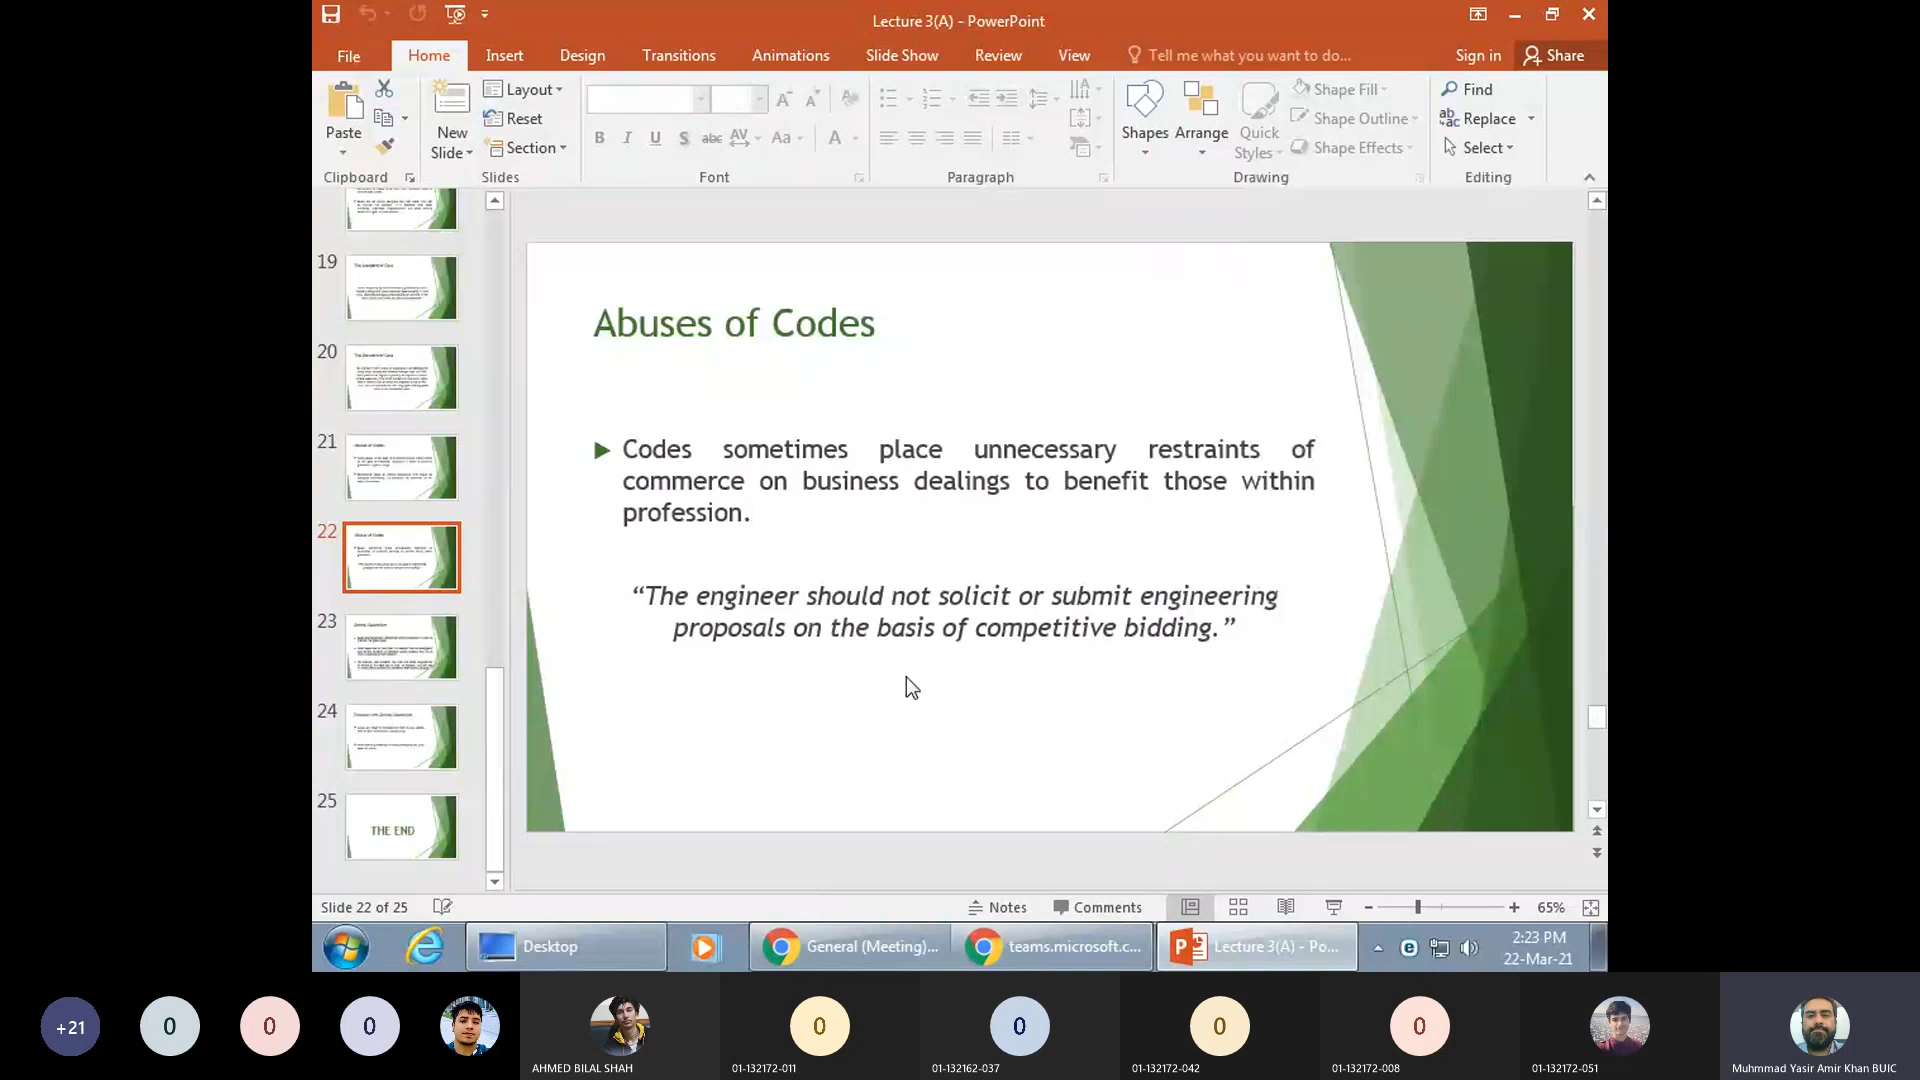 Lecture 3(A) - PowerPoint
File
Home
Insert
Design
Transitions
Animations
Slide Show
Review
View
Tell me what you want to do...
Sign in
Share
Paste
Clipboard
New
Slide
Layout
Reset
Section
Slides
B I U S abc AV Aa A
Font
Paragraph
Shapes
Arrange
Quick
Styles
Shape Fill
Shape Outline
Shape Effects
Drawing
Find
Replace
Select
Editing
19
20
21
22
23
24
25
THE END
Abuses of Codes
Codes sometimes place unnecessary restraints of
commerce on business dealings to benefit those within
profession.
“The engineer should not solicit or submit engineering
proposals on the basis of competitive bidding.”
Slide 22 of 25
Notes
Comments
65%
Desktop
General (Meeting)...
teams.microsoft.c...
Lecture 3(A) - Po...
2:23 PM
22-Mar-21
+21
0
0
0
0
0
0
0
AHMED BILAL SHAH
01-132172-011
01-132162-037
01-132172-042
01-132172-008
01-132172-051
Muhmmad Yasir Amir Khan BUIC